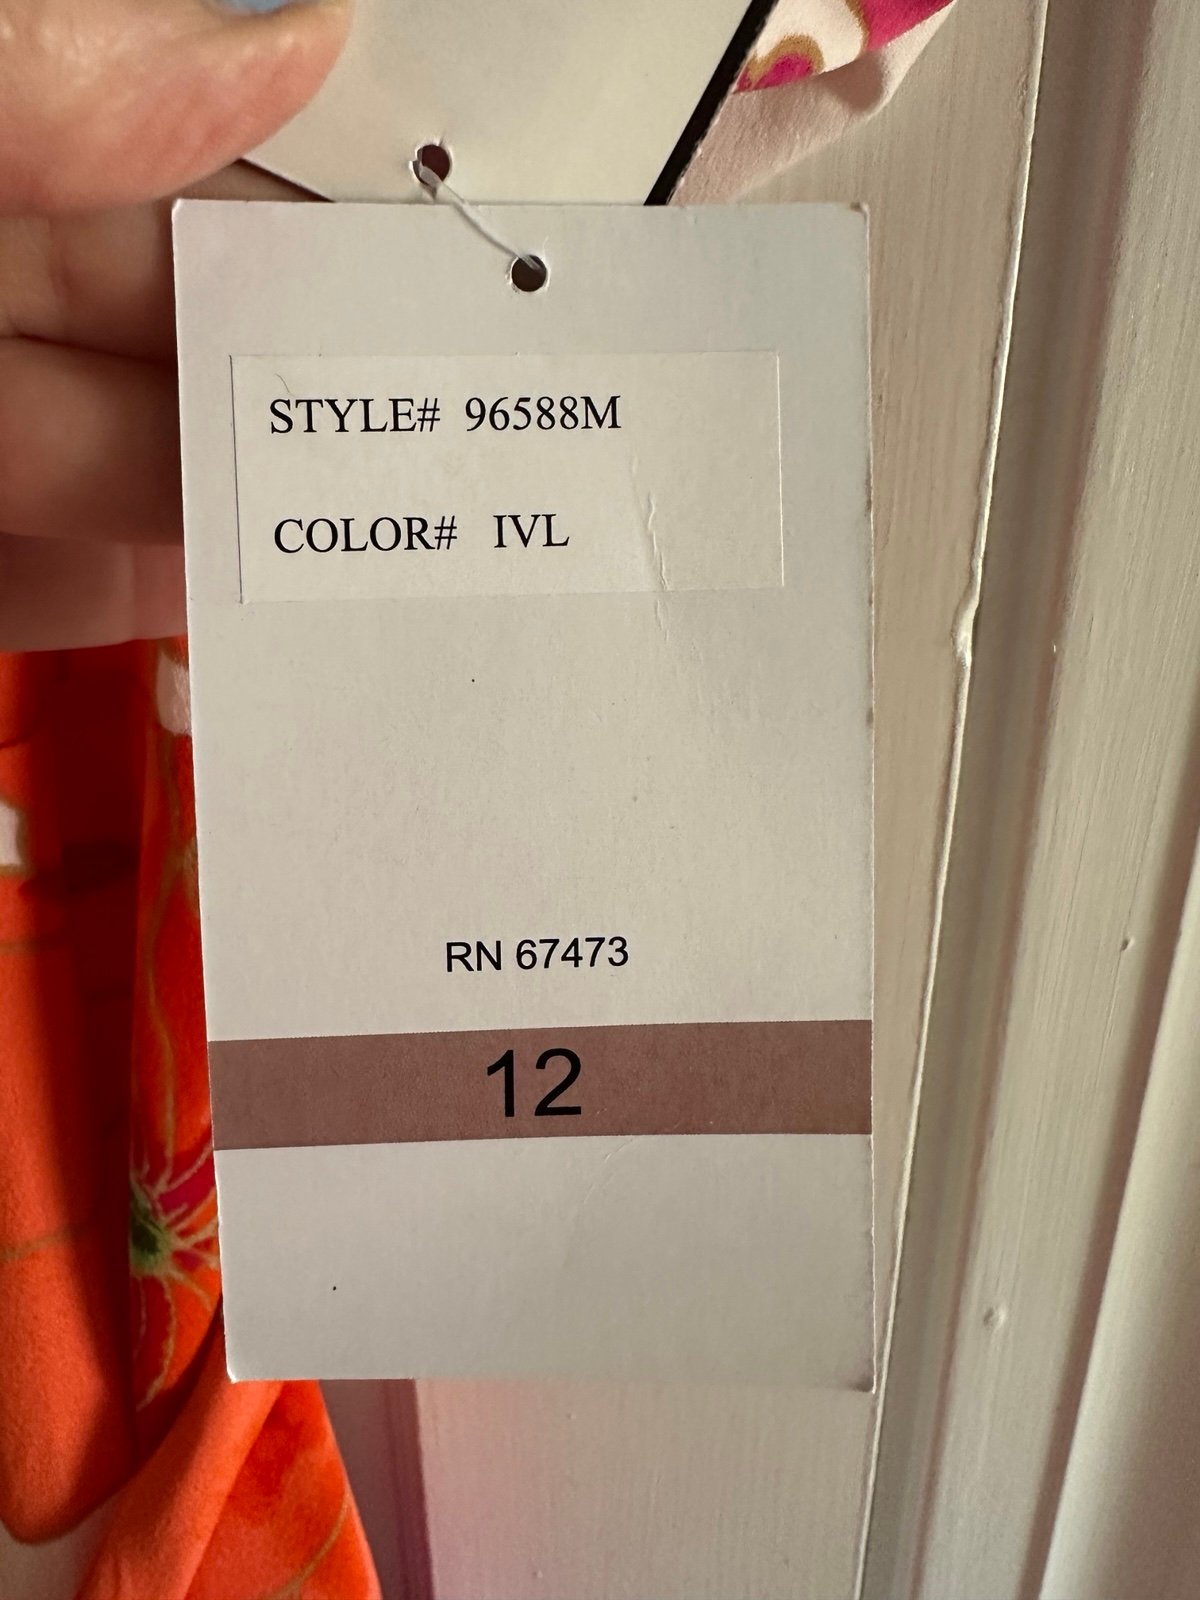 STYLE# 96588M
COLOR# IVL
RN 67473
12